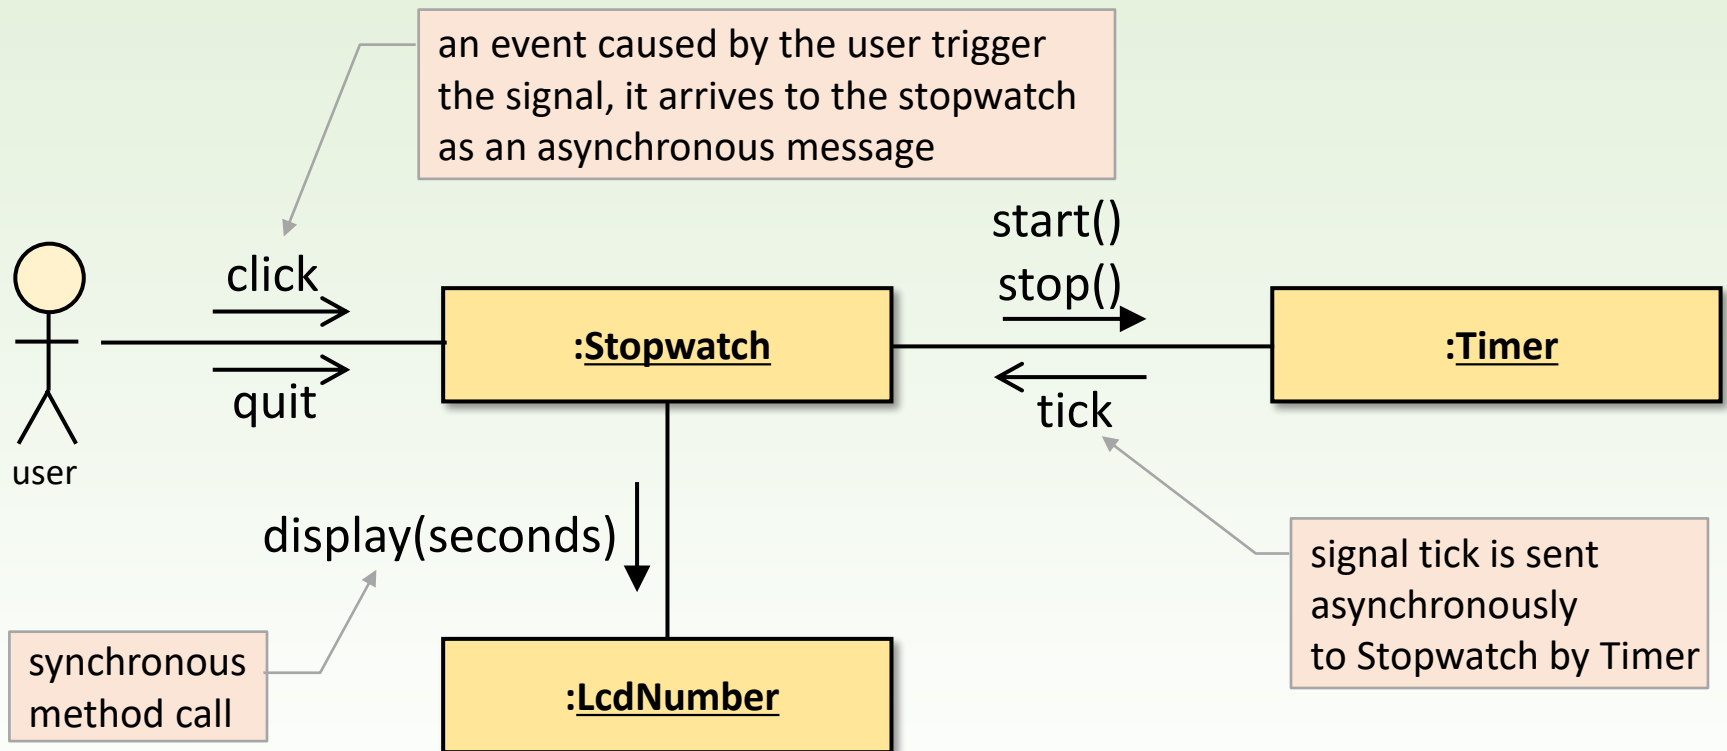 an event caused by the user trigger
the signal, it arrives to the stopwatch
as an asynchronous message
start()
stop()
click
:Stopwatch
:Timer
quit
tick
user
display(seconds)
signal tick is sent
asynchronously
to Stopwatch by Timer
synchronous
method call
:LcdNumber